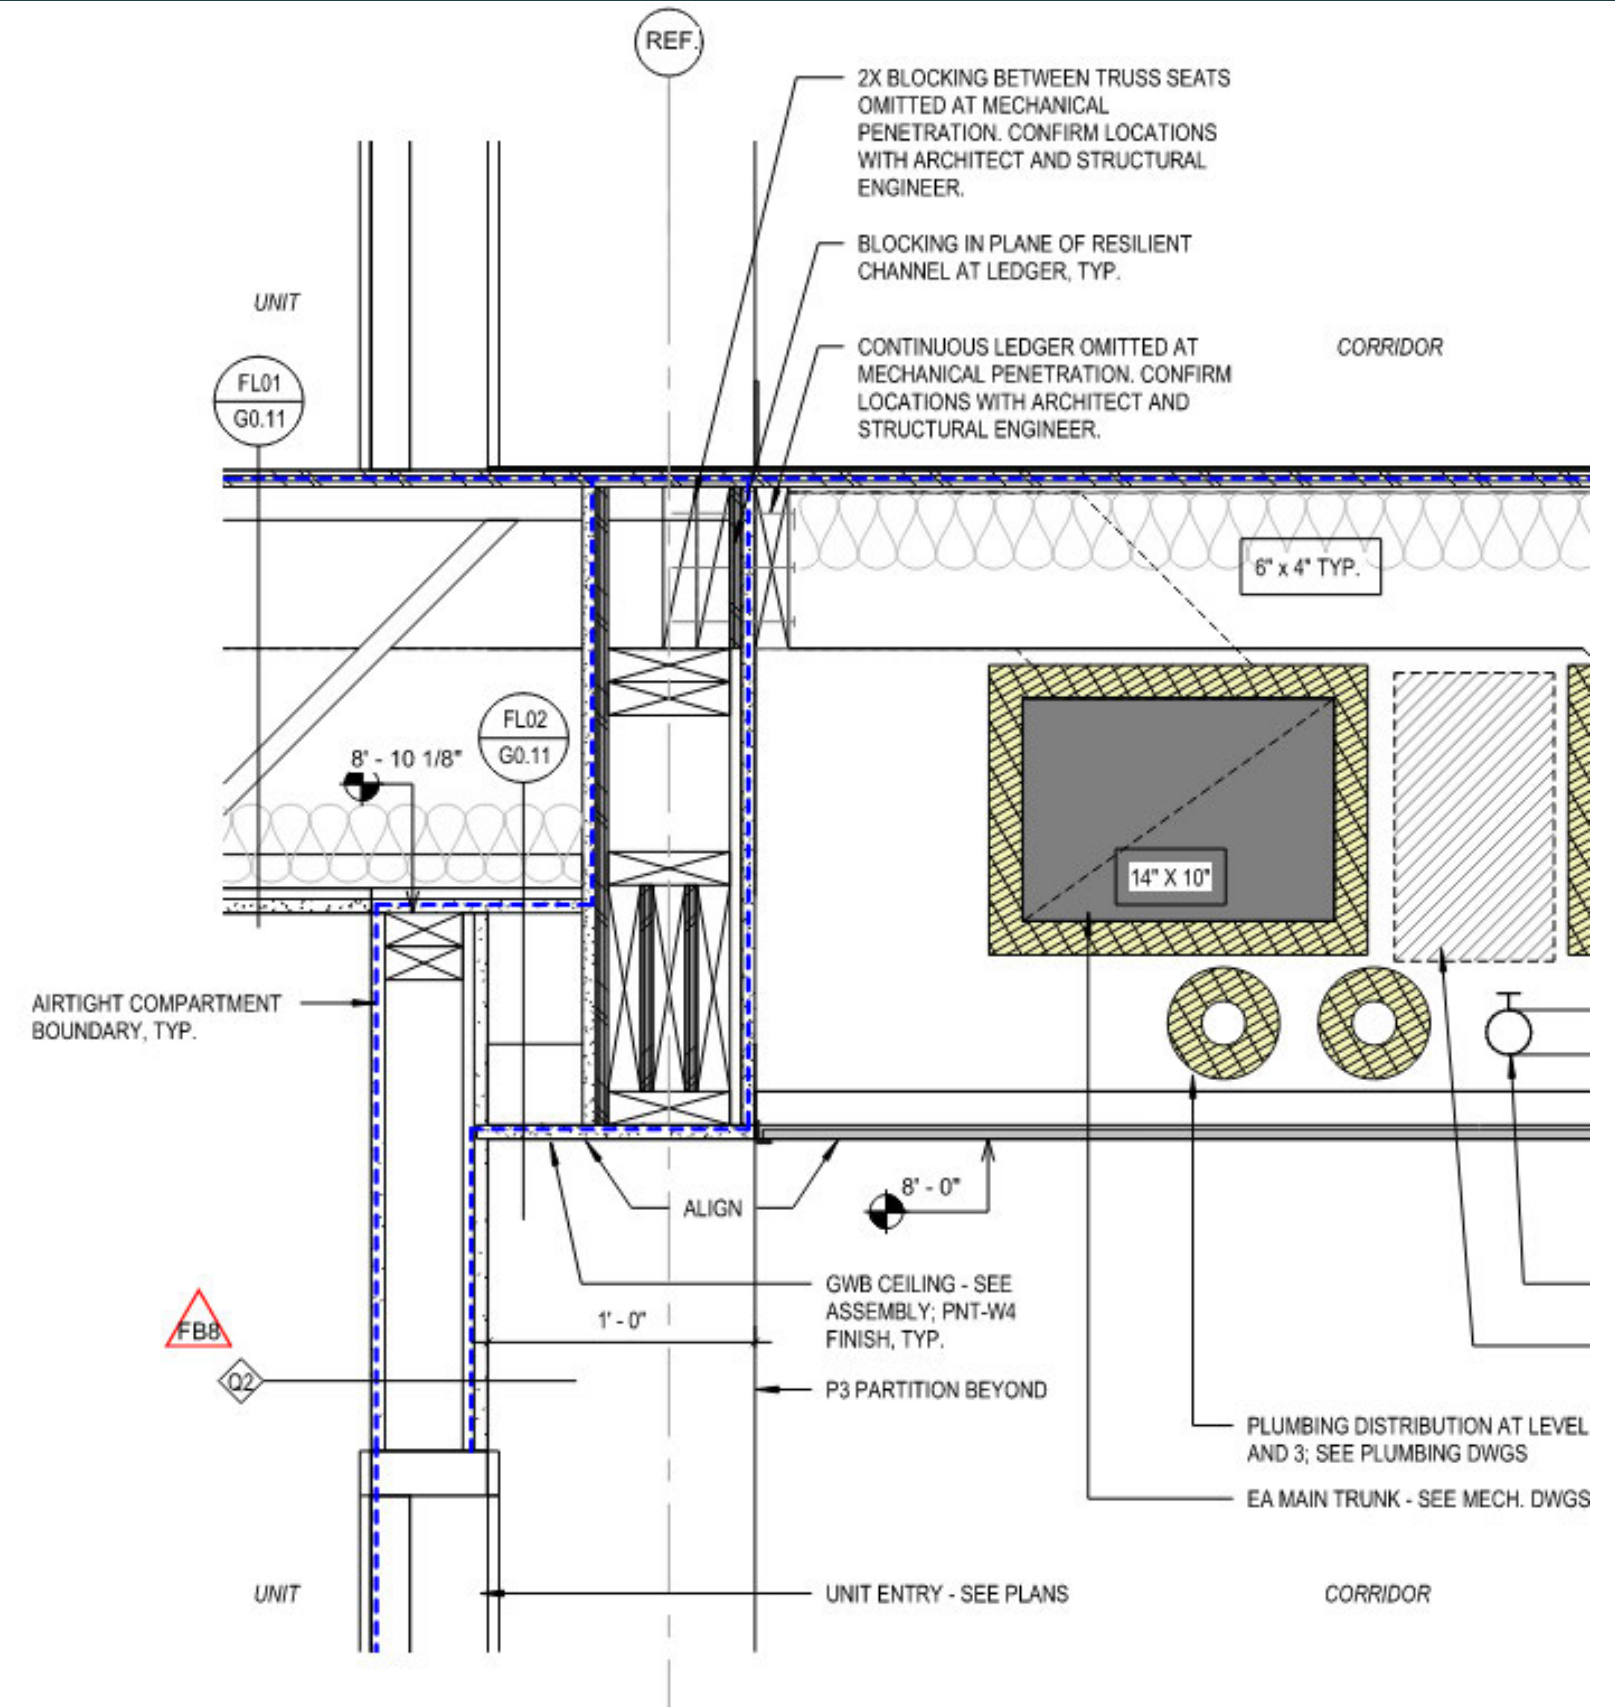 REF.
2X BLOCKING BETWEEN TRUSS SEATS
OMITTED AT MECHANICAL
PENETRATION. CONFIRM LOCATIONS
WITH ARCHITECT AND STRUCTURAL
ENGINEER.
BLOCKING IN PLANE OF RESILIENT
CHANNEL AT LEDGER, TYP.
UNIT
CONTINUOUS LEDGER OMITTED AT
MECHANICAL PENETRATION. CONFIRM
LOCATIONS WITH ARCHITECT AND
STRUCTURAL ENGINEER.
CORRIDOR
FL01
G0.11
6" x 4" TYP.
FL02
G0.11
8' - 10 1/8"
14" X 10"
AIRTIGHT COMPARTMENT
BOUNDARY, TYP.
ALIGN
8' - 0"
GWB CEILING - SEE
ASSEMBLY; PNT-W4
FINISH, TYP.
1' - 0"
FB8
Q2
P3 PARTITION BEYOND
PLUMBING DISTRIBUTION AT LEVEL
AND 3; SEE PLUMBING DWGS
EA MAIN TRUNK - SEE MECH. DWGS
UNIT
UNIT ENTRY - SEE PLANS
CORRIDOR